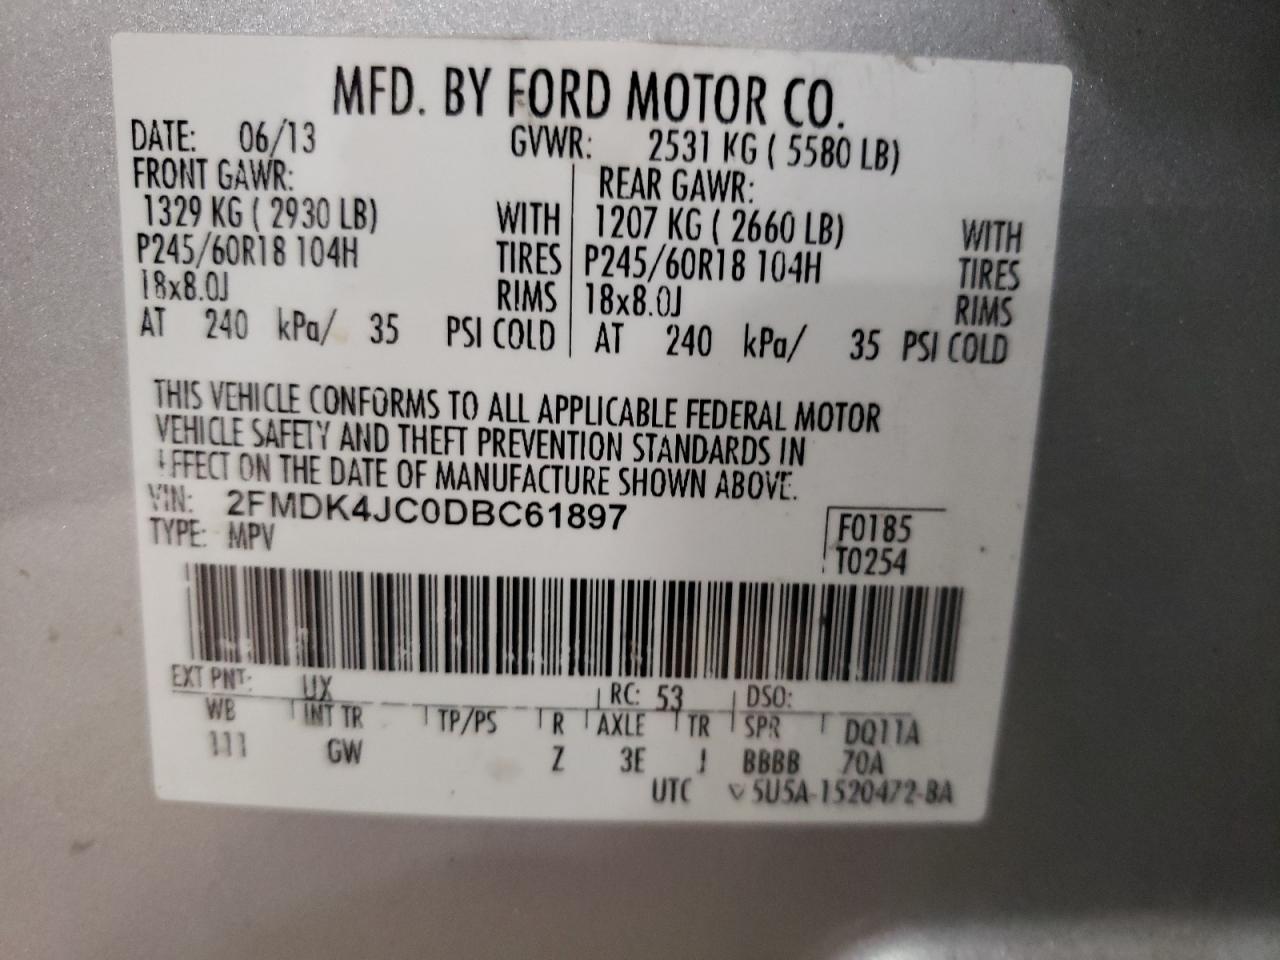 MFD. BY FORD MOTOR CO.
DATE: 06/13 GVWR: 2531 KG ( 5580 LB)
FRONT GAWR: REAR GAWR:
1329 KG ( 2930 LB) WITH 1207 KG ( 2660 LB) WITH
P245/60R18 104H TIRES P245/60R18 104H TIRES
18x8.0J RIMS 18x8.0J RIMS
AT 240 kPa/ 35 PSI COLD AT 240 kPa/ 35 PSI COLD
THIS VEHICLE CONFORMS TO ALL APPLICABLE FEDERAL MOTOR
VEHICLE SAFETY AND THEFT PREVENTION STANDARDS IN
EFFECT ON THE DATE OF MANUFACTURE SHOWN ABOVE.
VIN: 2FMDK4JC0DBC61897
TYPE: MPV
F0185
T0254
EXT PNT: UX RC: 53 DSO:
WB INT TR TP/PS R AXLE TR SPR DQ11A
111 GW Z 3E J BBBB 70A
UTC 5U5A-1520472-BA